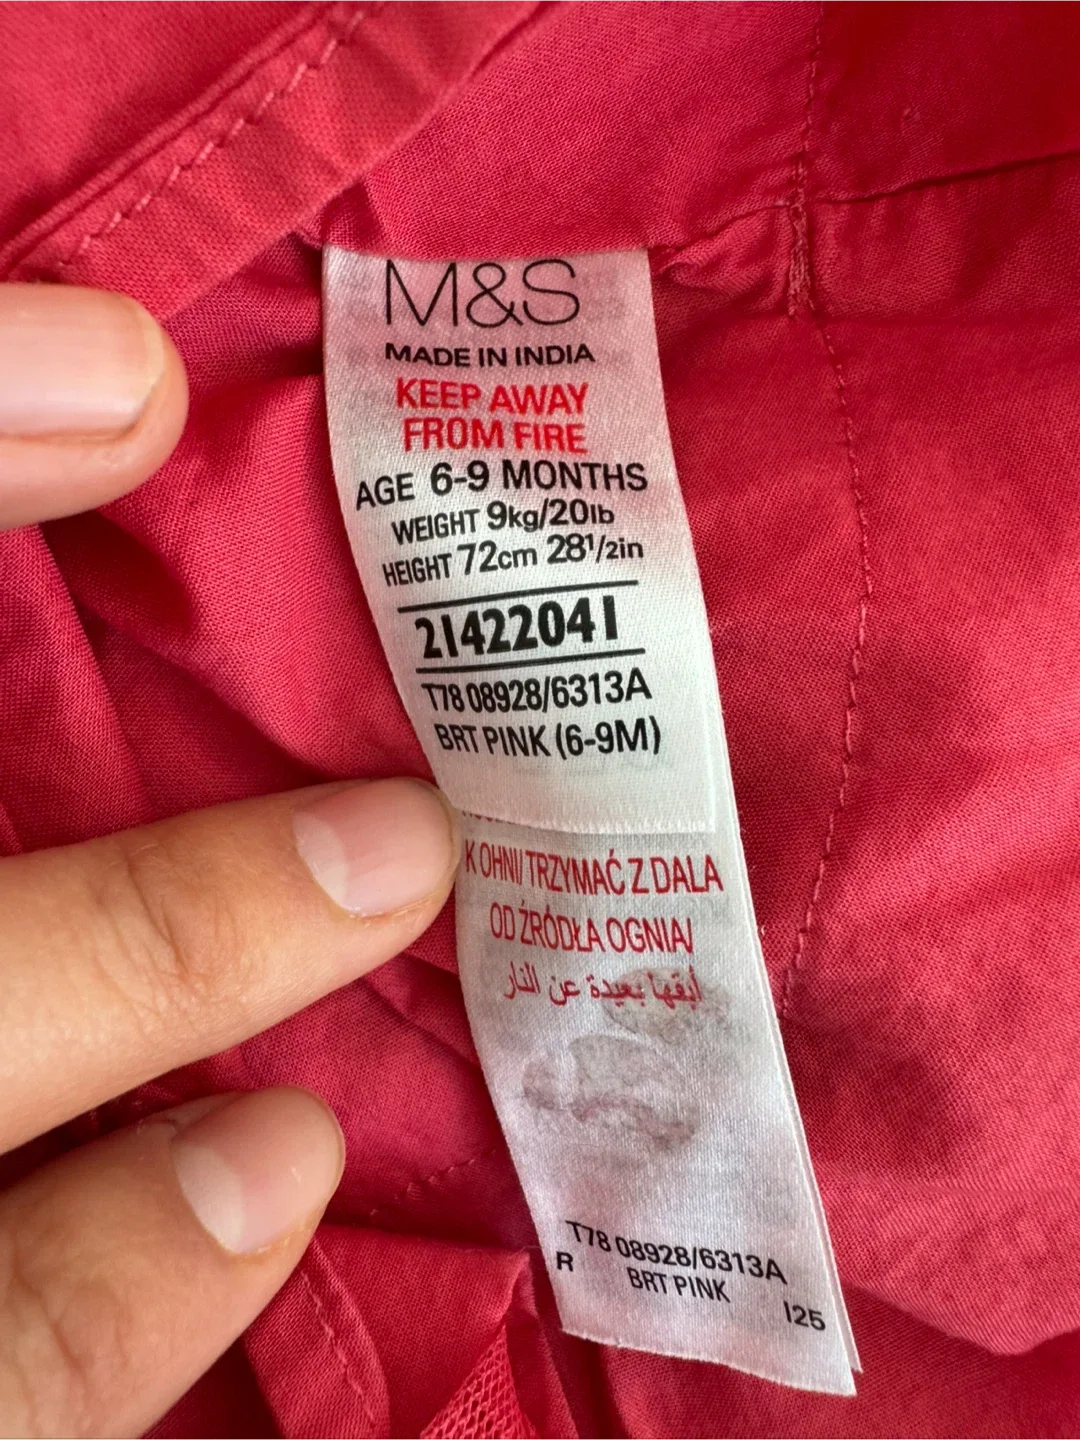 M&S
MADE IN INDIA
KEEP AWAY
FROM FIRE
AGE 6-9 MONTHS
WEIGHT 9kg/20lb
HEIGHT 72cm 28¹/2in
21422041
T78 08928/6313A
BRT PINK (6-9M)
K OHNI/ TRZYMAĆ Z DALA
OD ŹRÓDŁA OGNIA/
أبقها بعيدة عن النار
T78 08928/6313A
R BRT PINK I25